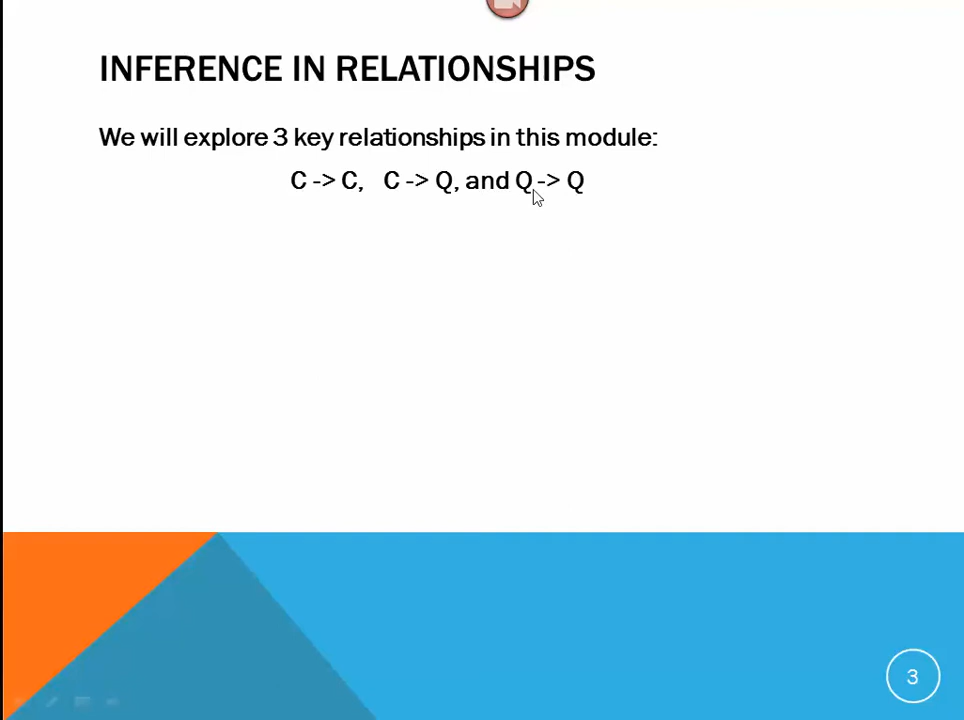 INFERENCE IN RELATIONSHIPS
We will explore 3 key relationships in this module:
C -> C, C -> Q, and Q -> Q
3